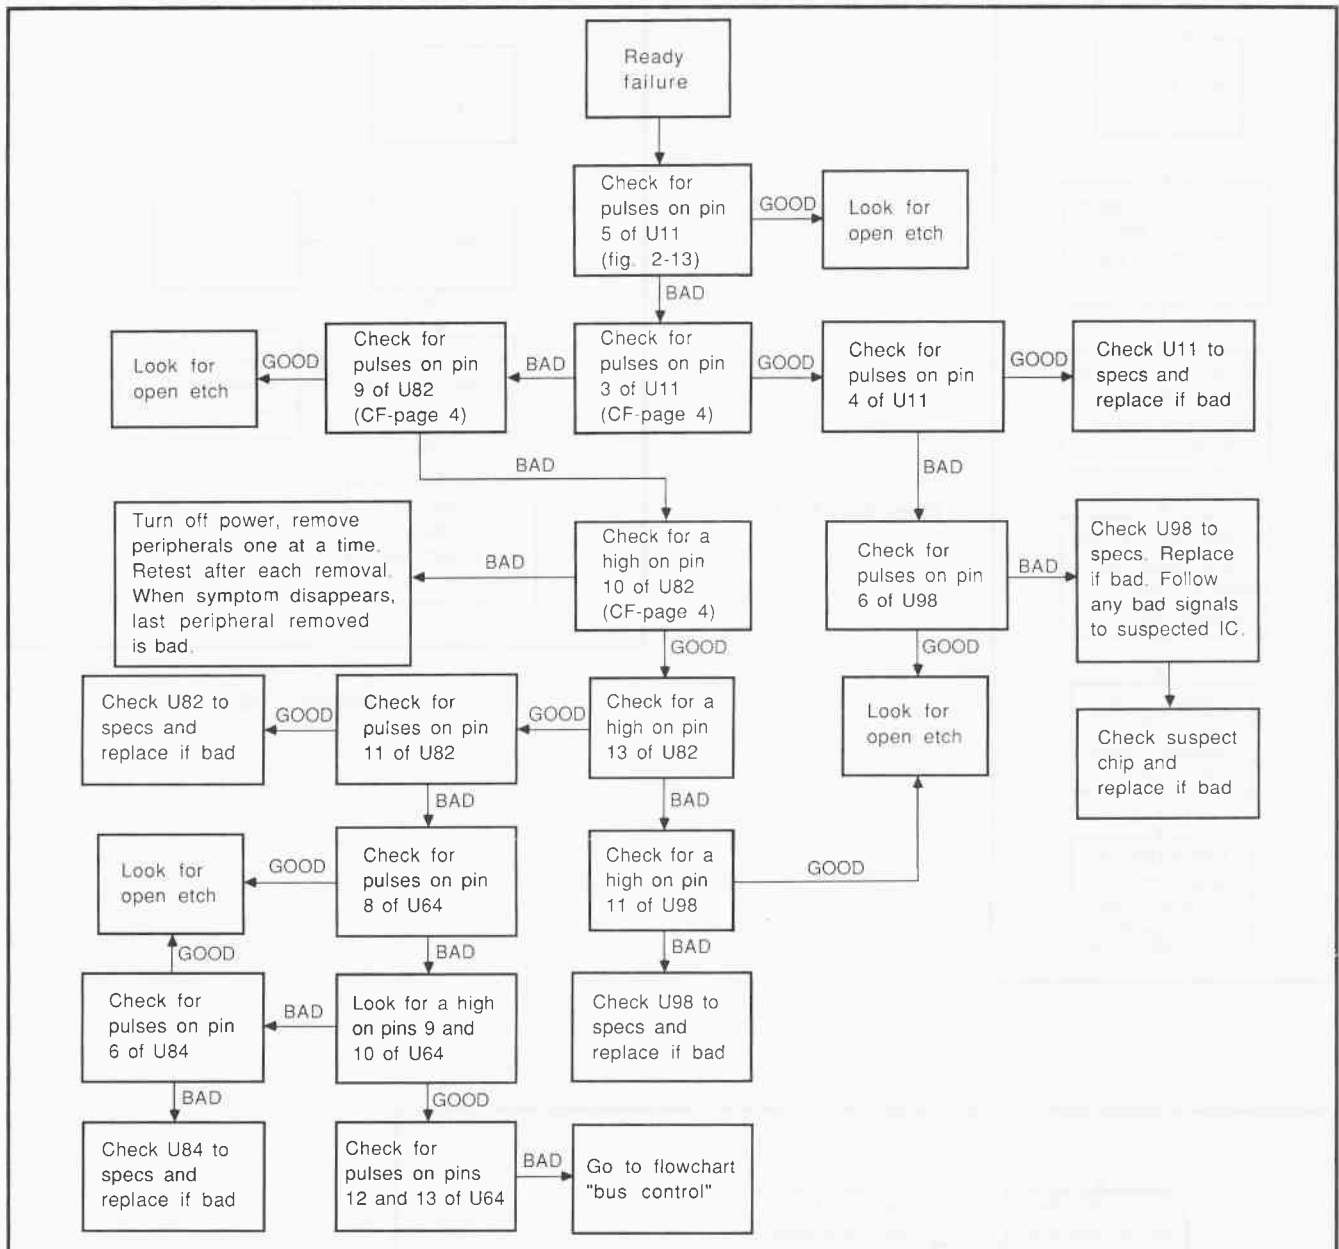 Ready
failure
Check for
pulses on pin
5 of U11
(fig. 2-13)
GOOD
Look for
open etch
BAD
Look for
open etch
GOOD
Check for
pulses on pin
9 of U82
(CF-page 4)
BAD
Check for
pulses on pin
3 of U11
(CF-page 4)
GOOD
Check for
pulses on pin
4 of U11
GOOD
Check U11 to
specs and
replace if bad
BAD
BAD
Turn off power, remove
peripherals one at a time.
Retest after each removal.
When symptom disappears,
last peripheral removed
is bad.
BAD
Check for a
high on pin
10 of U82
(CF-page 4)
Check for
pulses on pin
6 of U98
BAD
Check U98 to
specs. Replace
if bad. Follow
any bad signals
to suspected IC.
GOOD
GOOD
Check U82 to
specs and
replace if bad
GOOD
Check for
pulses on pin
11 of U82
GOOD
Check for a
high on pin
13 of U82
Look for
open etch
Check suspect
chip and
replace if bad
BAD
BAD
Look for
open etch
GOOD
Check for
pulses on pin
8 of U64
Check for a
high on pin
11 of U98
GOOD
GOOD
BAD
BAD
Check for
pulses on pin
6 of U84
BAD
Look for a high
on pins 9 and
10 of U64
Check U98 to
specs and
replace if bad
BAD
GOOD
Check U84 to
specs and
replace if bad
Check for
pulses on pins
12 and 13 of U64
BAD
Go to flowchart
"bus control"